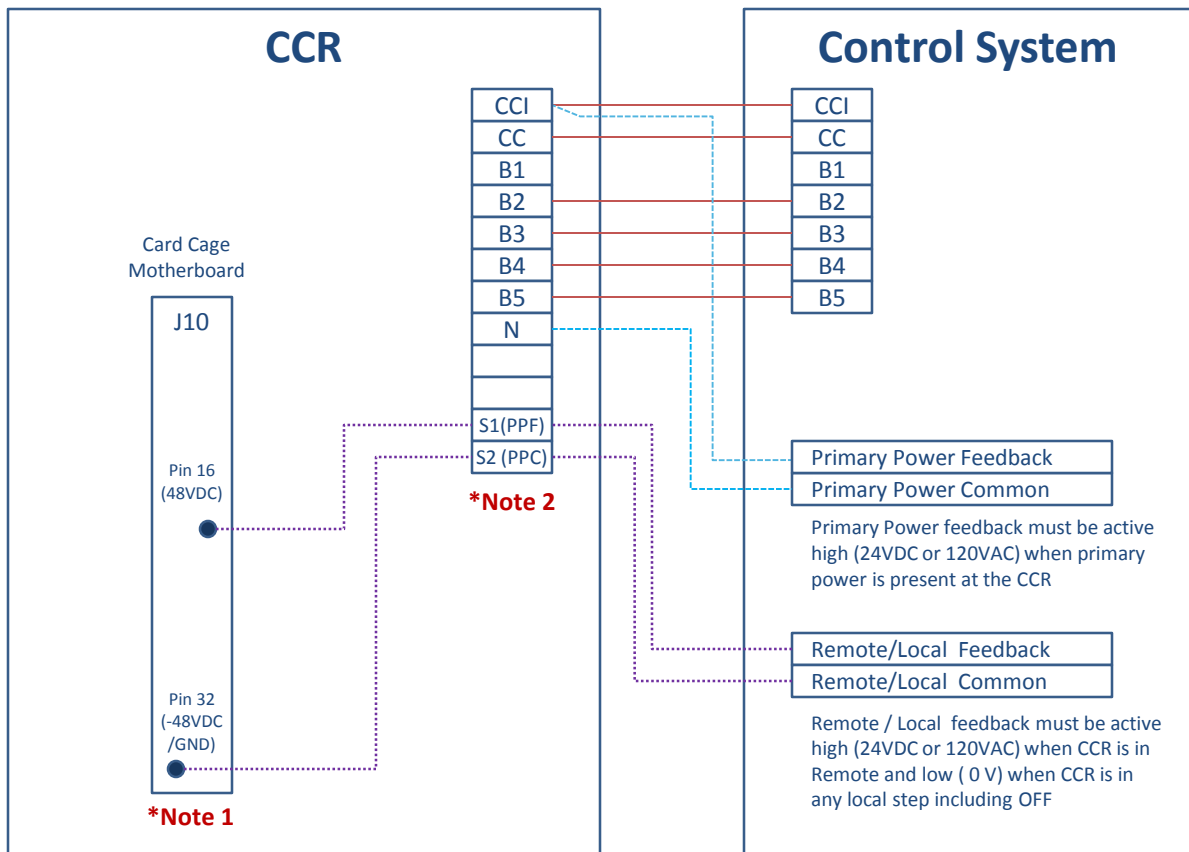 CCR
Control System
CCI
CC
B1
B2
B3
B4
B5
N
S1(PPF)
S2 (PPC)
*Note 2
Card Cage
Motherboard
J10
Pin 16
(48VDC)
Pin 32
(-48VDC
/GND)
*Note 1
CCI
CC
B1
B2
B3
B4
B5
Primary Power Feedback
Primary Power Common
Primary Power feedback must be active
high (24VDC or 120VAC) when primary
power is present at the CCR
Remote/Local Feedback
Remote/Local Common
Remote / Local feedback must be active
high (24VDC or 120VAC) when CCR is in
Remote and low ( 0 V) when CCR is in
any local step including OFF